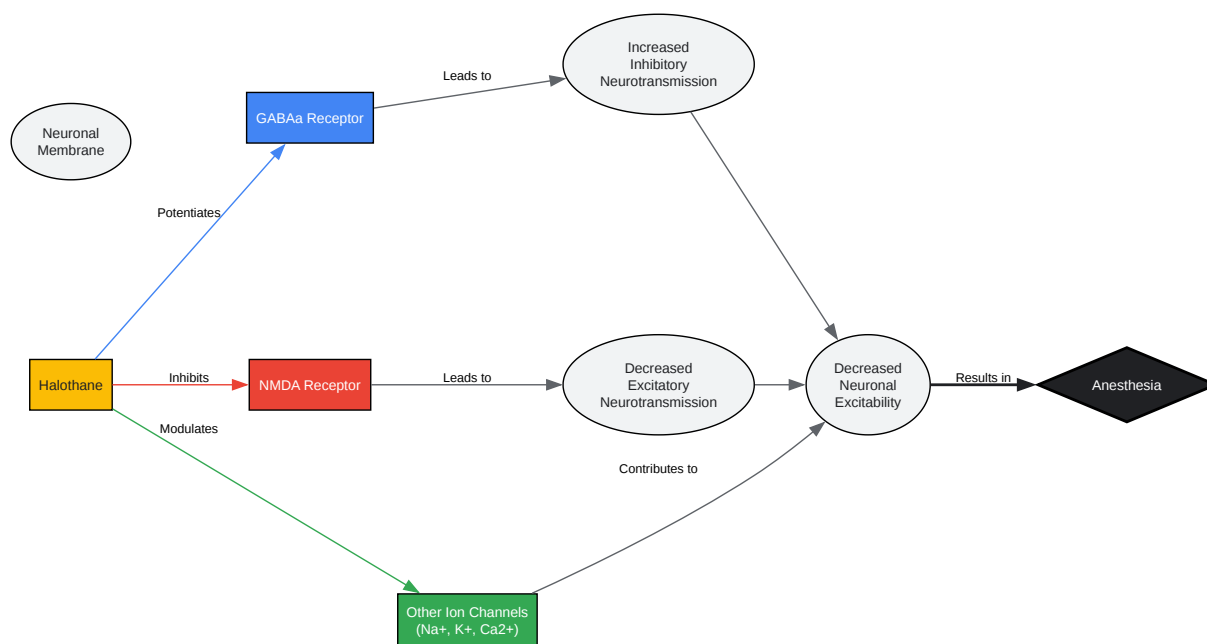 Increased
Inhibitory
Neurotransmission
Leads to
GABAa Receptor
Neuronal
Membrane
Potentiates
Halothane
Inhibits
NMDA Receptor
Leads to
Decreased
Excitatory
Neurotransmission
Decreased
Neuronal
Excitability
Results in
Anesthesia
Modulates
Contributes to
Other Ion Channels
(Na+, K+, Ca2+)